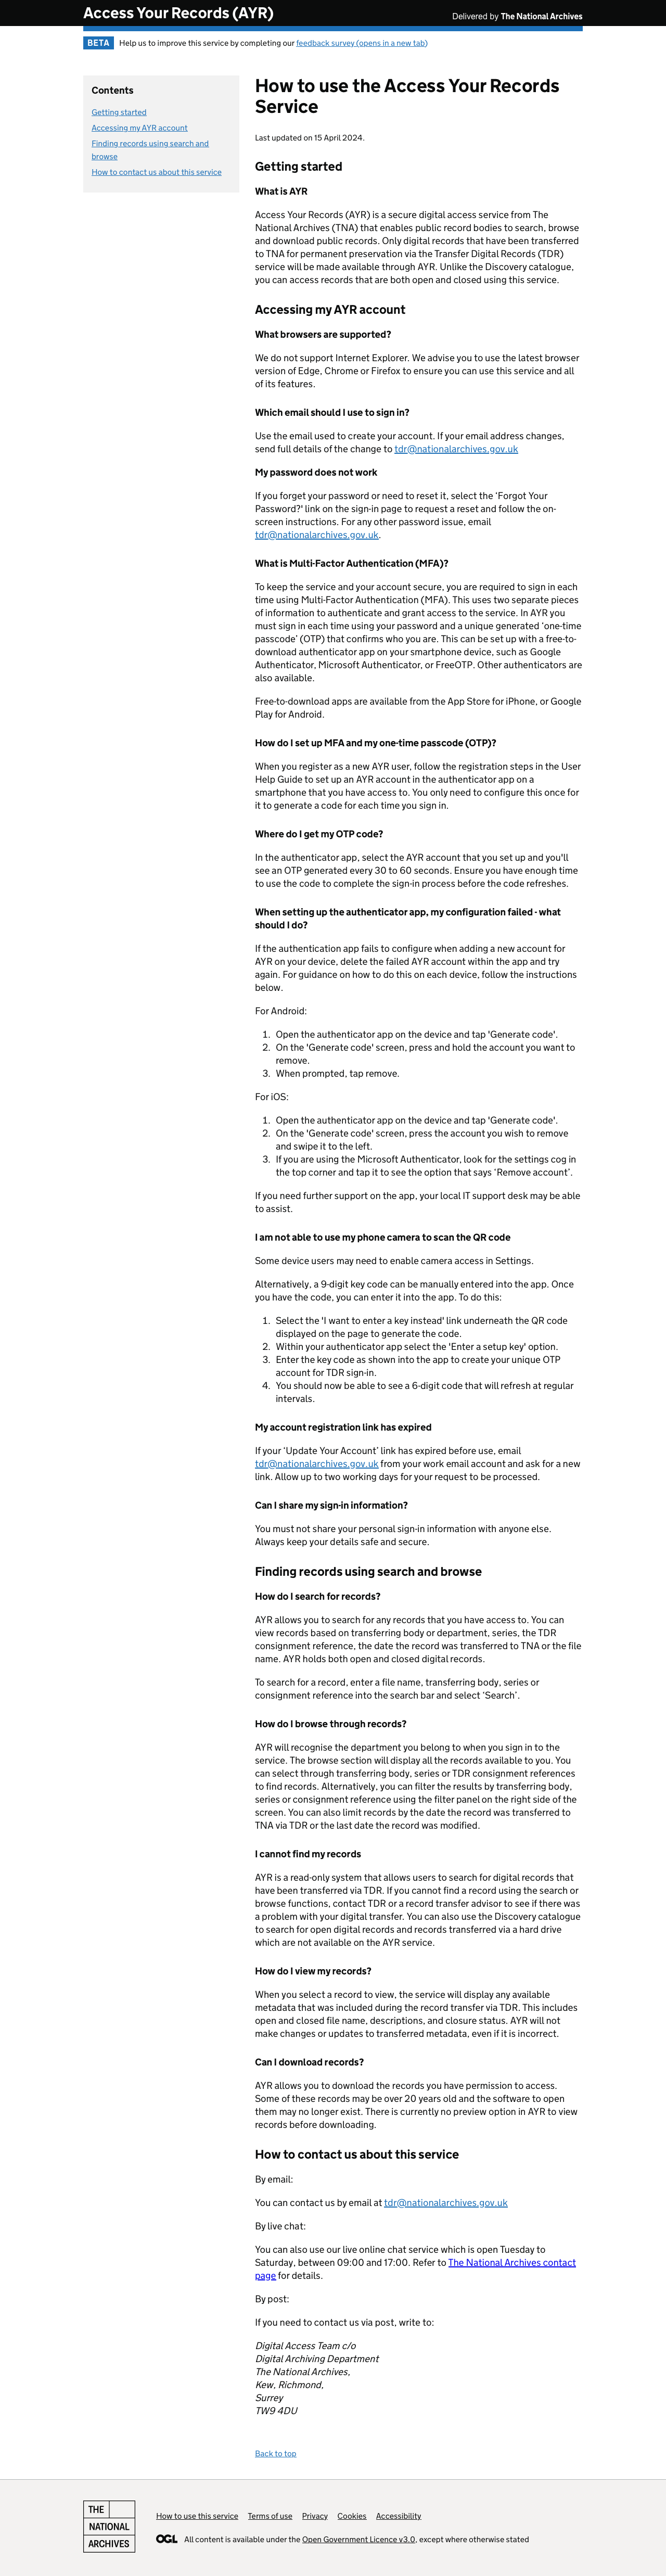 Access Your Records (AYR)
Delivered by The National Archives
BETA Help us to improve this service by completing our feedback survey (opens in a new tab)
Contents
Getting started
Accessing my AYR account
Finding records using search and
browse
How to contact us about this service
How to use the Access Your Records
Service
Last updated on 15 April 2024.
Getting started
What is AYR
Access Your Records (AYR) is a secure digital access service from The
National Archives (TNA) that enables public record bodies to search, browse
and download public records. Only digital records that have been transferred
to TNA for permanent preservation via the Transfer Digital Records (TDR)
service will be made available through AYR. Unlike the Discovery catalogue,
you can access records that are both open and closed using this service.
Accessing my AYR account
What browsers are supported?
We do not support Internet Explorer. We advise you to use the latest browser
version of Edge, Chrome or Firefox to ensure you can use this service and all
of its features.
Which email should I use to sign in?
Use the email used to create your account. If your email address changes,
send full details of the change to tdr@nationalarchives.gov.uk
My password does not work
If you forget your password or need to reset it, select the ‘Forgot Your
Password?' link on the sign-in page to request a reset and follow the on-
screen instructions. For any other password issue, email
tdr@nationalarchives.gov.uk.
What is Multi-Factor Authentication (MFA)?
To keep the service and your account secure, you are required to sign in each
time using Multi-Factor Authentication (MFA). This uses two separate pieces
of information to authenticate and grant access to the service. In AYR you
must sign in each time using your password and a unique generated ‘one-time
passcode’ (OTP) that confirms who you are. This can be set up with a free-to-
download authenticator app on your smartphone device, such as Google
Authenticator, Microsoft Authenticator, or FreeOTP. Other authenticators are
also available.
Free-to-download apps are available from the App Store for iPhone, or Google
Play for Android.
How do I set up MFA and my one-time passcode (OTP)?
When you register as a new AYR user, follow the registration steps in the User
Help Guide to set up an AYR account in the authenticator app on a
smartphone that you have access to. You only need to configure this once for
it to generate a code for each time you sign in.
Where do I get my OTP code?
In the authenticator app, select the AYR account that you set up and you'll
see an OTP generated every 30 to 60 seconds. Ensure you have enough time
to use the code to complete the sign-in process before the code refreshes.
When setting up the authenticator app, my configuration failed - what
should I do?
If the authentication app fails to configure when adding a new account for
AYR on your device, delete the failed AYR account within the app and try
again. For guidance on how to do this on each device, follow the instructions
below.
For Android:
1. Open the authenticator app on the device and tap 'Generate code'.
2. On the 'Generate code' screen, press and hold the account you want to
remove.
3. When prompted, tap remove.
For iOS:
1. Open the authenticator app on the device and tap 'Generate code'.
2. On the 'Generate code' screen, press the account you wish to remove
and swipe it to the left.
3. If you are using the Microsoft Authenticator, look for the settings cog in
the top corner and tap it to see the option that says ‘Remove account’.
If you need further support on the app, your local IT support desk may be able
to assist.
I am not able to use my phone camera to scan the QR code
Some device users may need to enable camera access in Settings.
Alternatively, a 9-digit key code can be manually entered into the app. Once
you have the code, you can enter it into the app. To do this:
1. Select the 'I want to enter a key instead' link underneath the QR code
displayed on the page to generate the code.
2. Within your authenticator app select the 'Enter a setup key' option.
3. Enter the key code as shown into the app to create your unique OTP
account for TDR sign-in.
4. You should now be able to see a 6-digit code that will refresh at regular
intervals.
My account registration link has expired
If your ‘Update Your Account’ link has expired before use, email
tdr@nationalarchives.gov.uk from your work email account and ask for a new
link. Allow up to two working days for your request to be processed.
Can I share my sign-in information?
You must not share your personal sign-in information with anyone else.
Always keep your details safe and secure.
Finding records using search and browse
How do I search for records?
AYR allows you to search for any records that you have access to. You can
view records based on transferring body or department, series, the TDR
consignment reference, the date the record was transferred to TNA or the file
name. AYR holds both open and closed digital records.
To search for a record, enter a file name, transferring body, series or
consignment reference into the search bar and select ‘Search’.
How do I browse through records?
AYR will recognise the department you belong to when you sign in to the
service. The browse section will display all the records available to you. You
can select through transferring body, series or TDR consignment references
to find records. Alternatively, you can filter the results by transferring body,
series or consignment reference using the filter panel on the right side of the
screen. You can also limit records by the date the record was transferred to
TNA via TDR or the last date the record was modified.
I cannot find my records
AYR is a read-only system that allows users to search for digital records that
have been transferred via TDR. If you cannot find a record using the search or
browse functions, contact TDR or a record transfer advisor to see if there was
a problem with your digital transfer. You can also use the Discovery catalogue
to search for open digital records and records transferred via a hard drive
which are not available on the AYR service.
How do I view my records?
When you select a record to view, the service will display any available
metadata that was included during the record transfer via TDR. This includes
open and closed file name, descriptions, and closure status. AYR will not
make changes or updates to transferred metadata, even if it is incorrect.
Can I download records?
AYR allows you to download the records you have permission to access.
Some of these records may be over 20 years old and the software to open
them may no longer exist. There is currently no preview option in AYR to view
records before downloading.
How to contact us about this service
By email:
You can contact us by email at tdr@nationalarchives.gov.uk
By live chat:
You can also use our live online chat service which is open Tuesday to
Saturday, between 09:00 and 17:00. Refer to The National Archives contact
page for details.
By post:
If you need to contact us via post, write to:
Digital Access Team c/o
Digital Archiving Department
The National Archives,
Kew, Richmond,
Surrey
TW9 4DU
Back to top
THE
NATIONAL
ARCHIVES
How to use this service Terms of use Privacy Cookies Accessibility
OGL All content is available under the Open Government Licence v3.0, except where otherwise stated